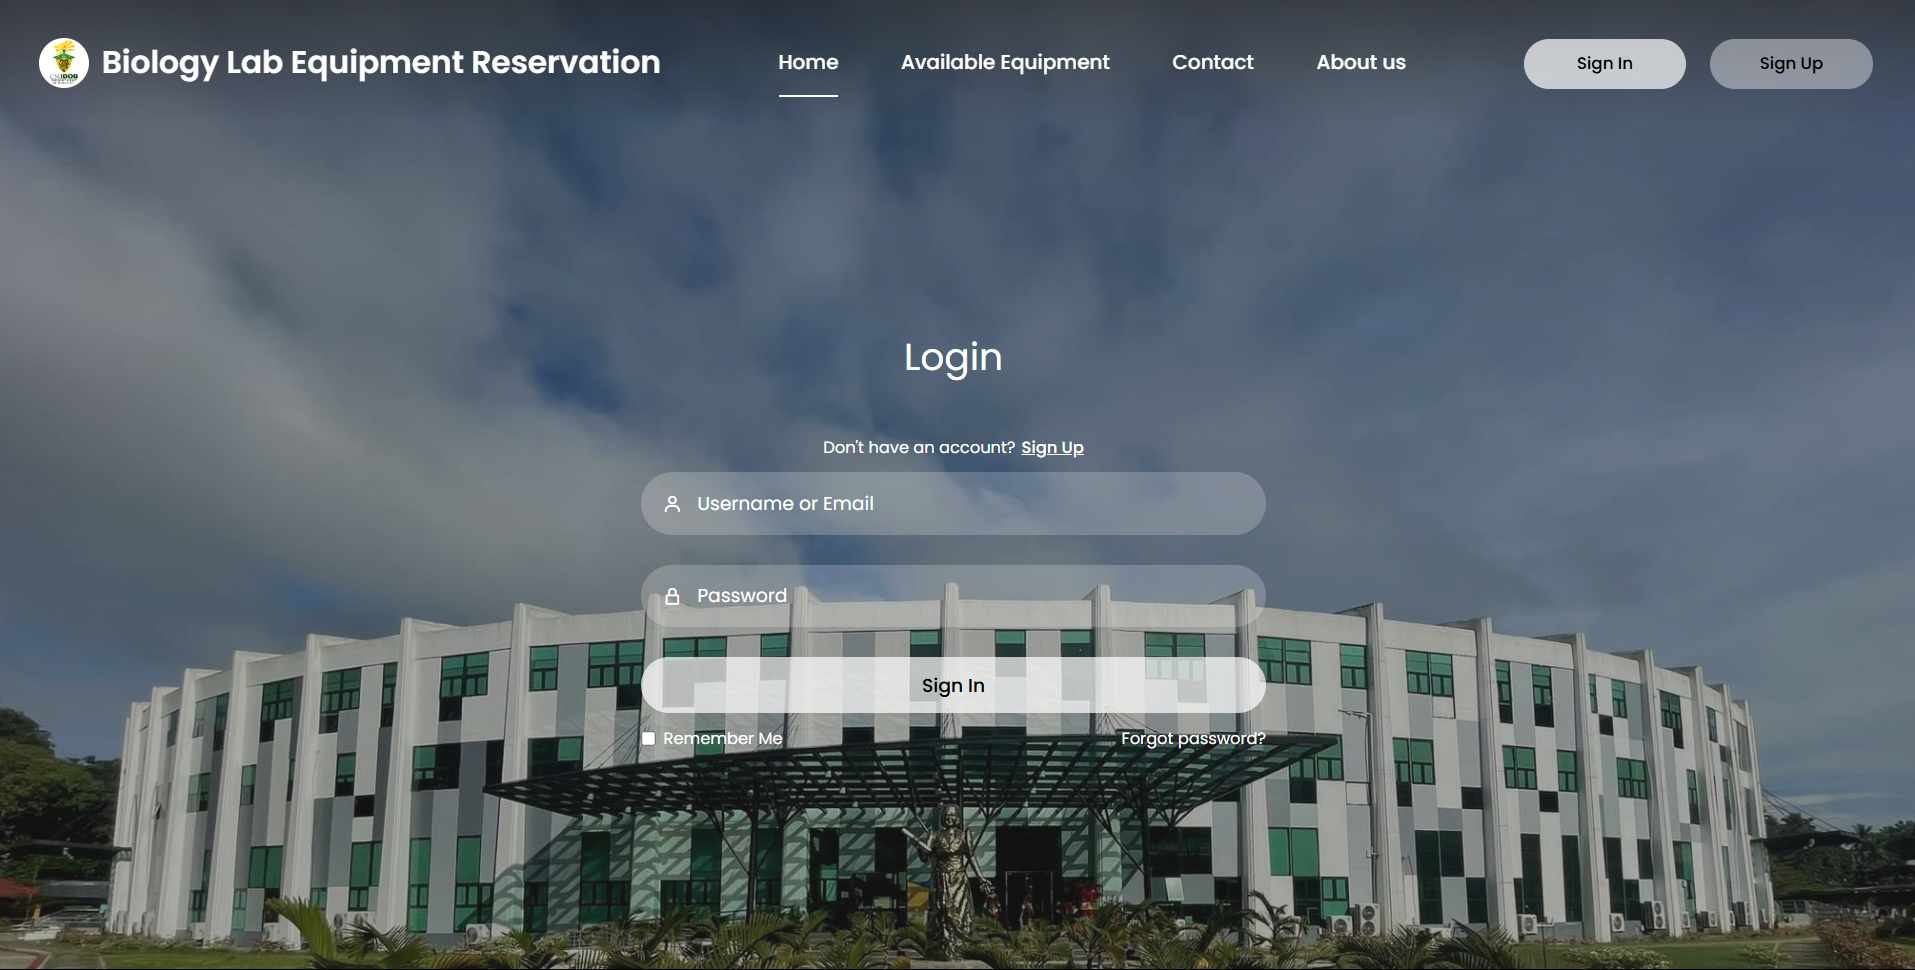 CSUDOB
Biology Lab Equipment Reservation
Home
Available Equipment
Contact
About us
Sign In
Sign Up
Login
Don't have an account? Sign Up
Username or Email
Password
Sign In
Remember Me
Forgot password?